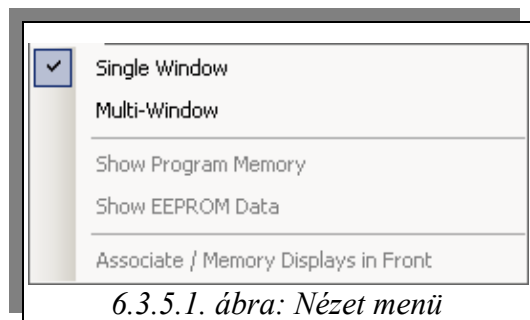 Single Window
Multi-Window
Show Program Memory
Show EEPROM Data
Associate / Memory Displays in Front
6.3.5.1. ábra: Nézet menü